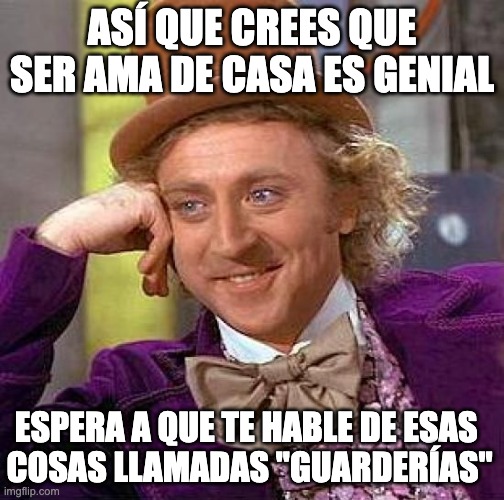 ASÍ QUE CREES QUE
SER AMA DE CASA ES GENIAL
ESPERA A QUE TE HABLE DE ESAS
COSAS LLAMADAS "GUARDERÍAS"
imgflip.com